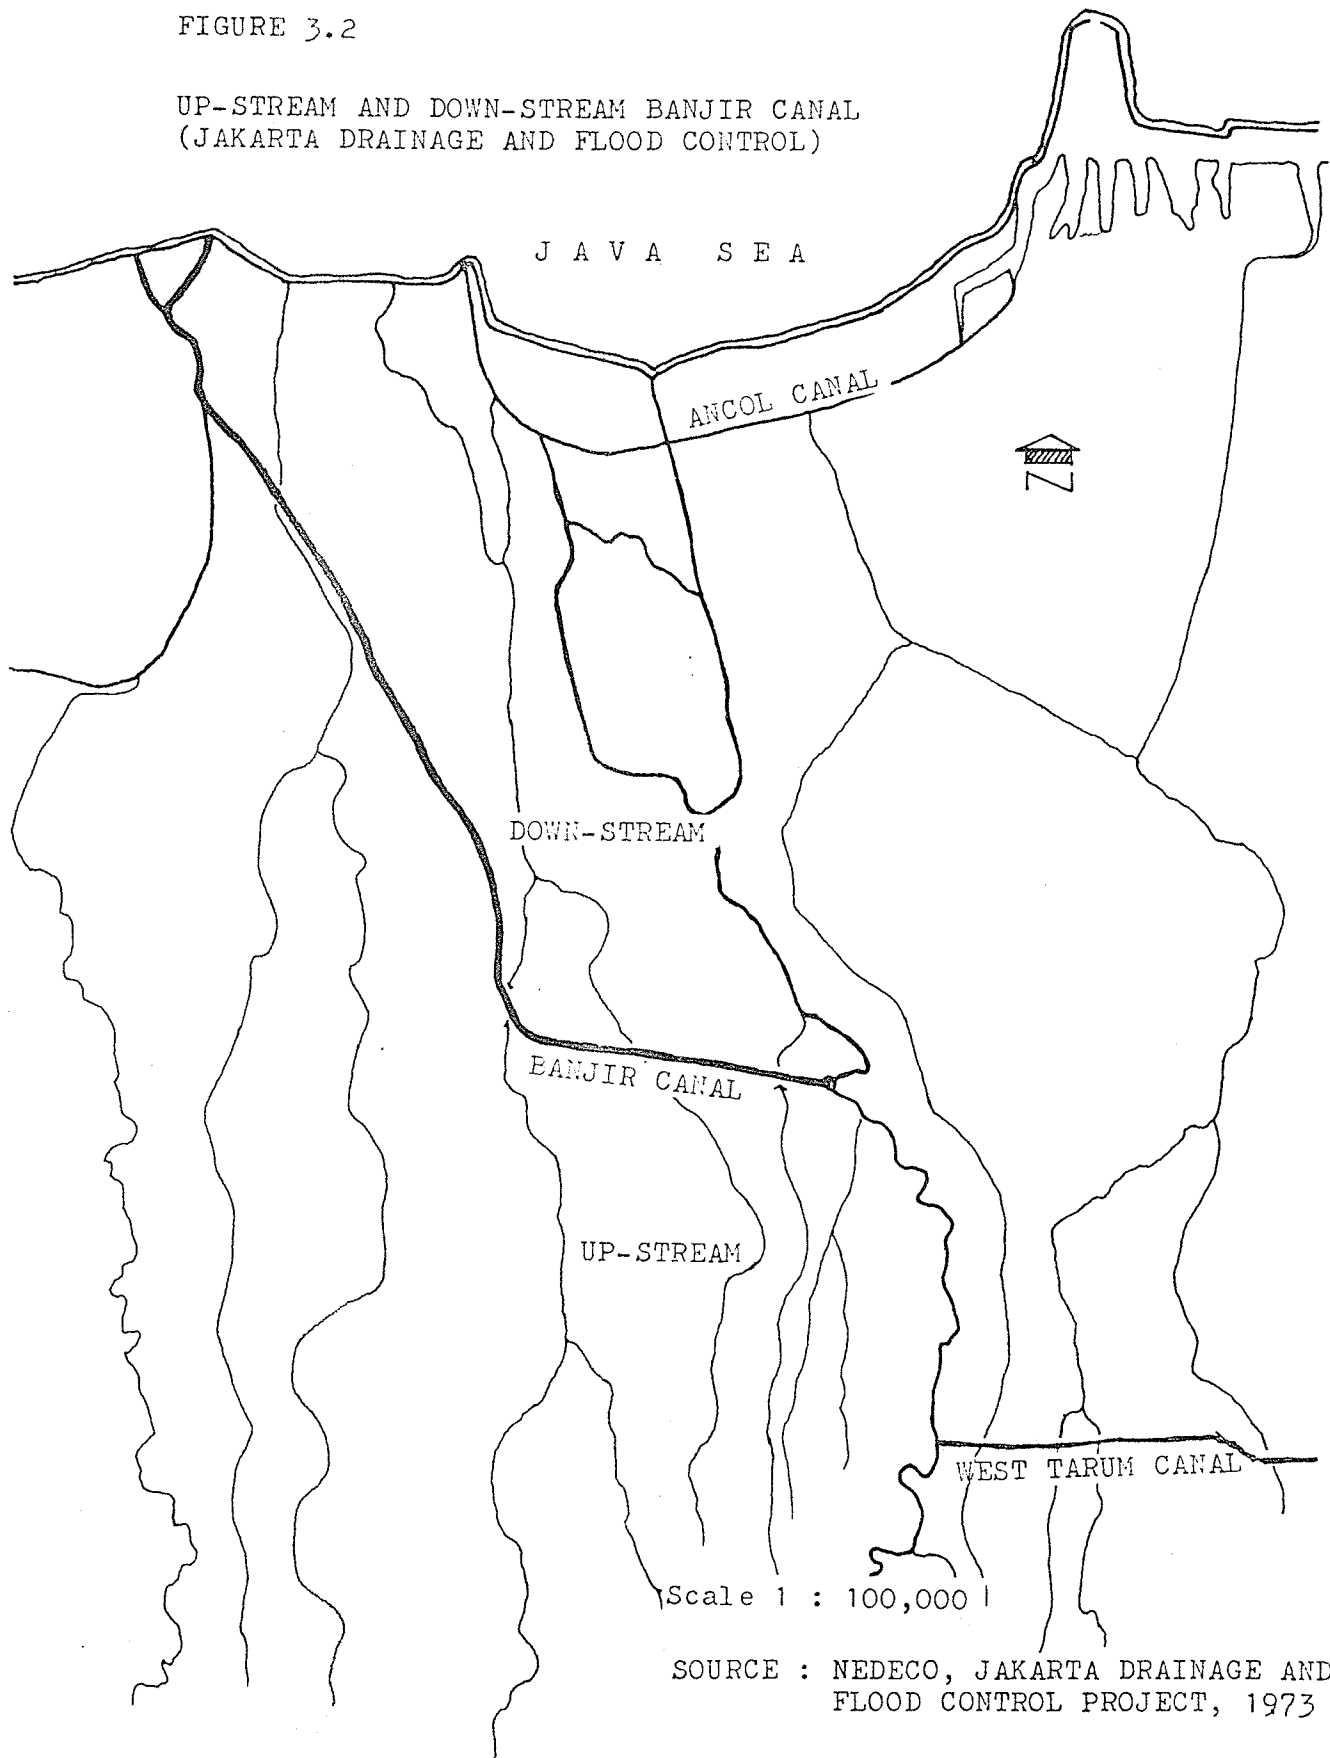 FIGURE 3.2
UP-STREAM AND DOWN-STREAM BANJIR CANAL
(JAKARTA DRAINAGE AND FLOOD CONTROL)
JAVA SEA
ANCOL CANAL
N
DOWN-STREAM
BANJIR CANAL
UP-STREAM
WEST TARUM CANAL
Scale 1 : 100,000
SOURCE : NEDECO, JAKARTA DRAINAGE AND
FLOOD CONTROL PROJECT, 1973